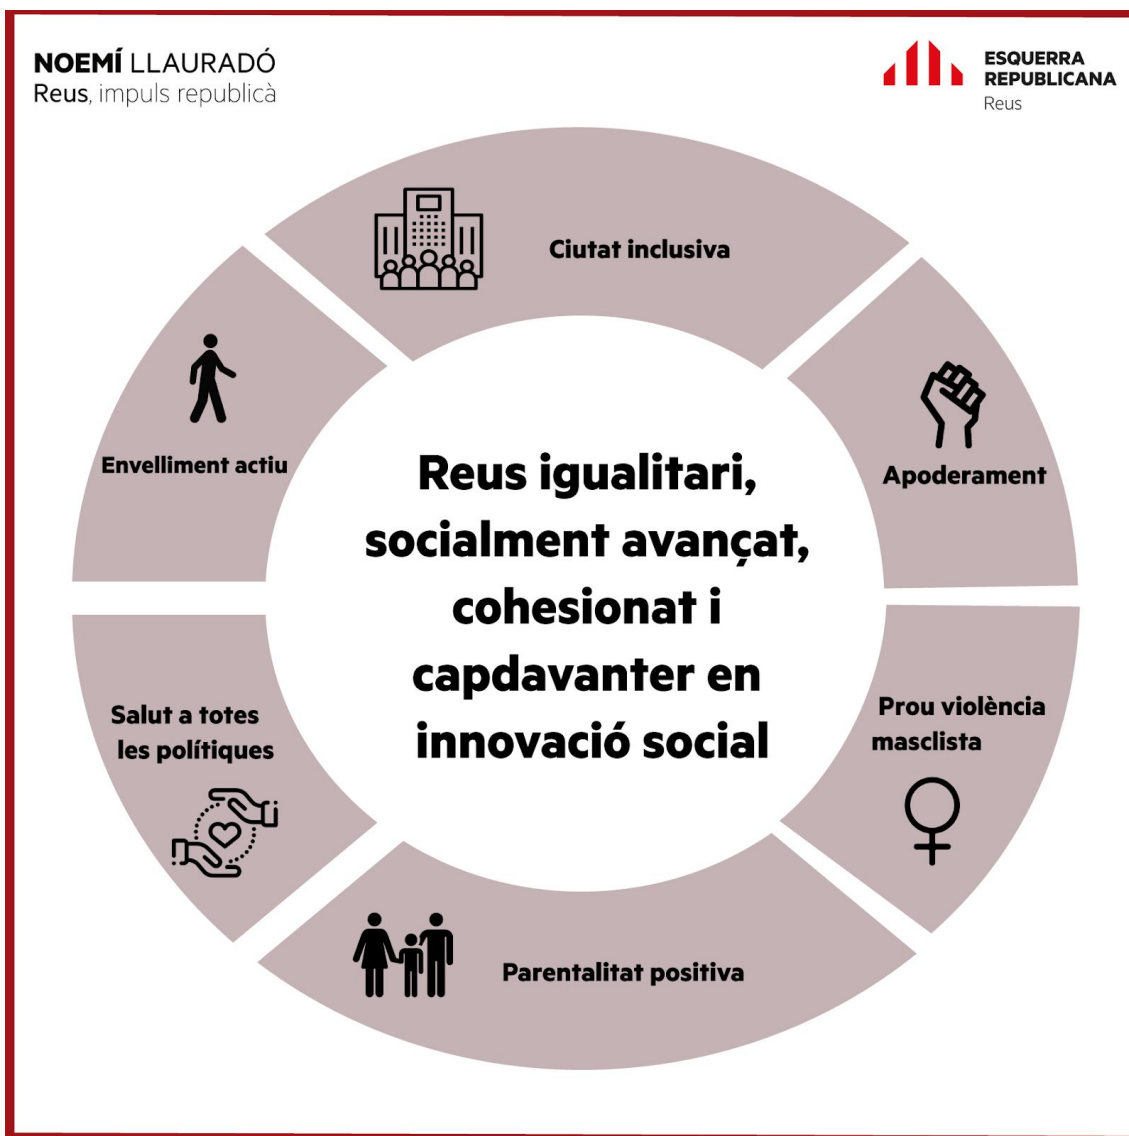 NOEMÍ LLAURADÓ
Reus, impuls republicà
ESQUERRA
REPUBLICANA
Reus
Ciutat inclusiva
Envelliment actiu
Apoderament
Reus igualitari,
socialment avançat,
cohesionat i
capdavanter en
innovació social
Salut a totes
les polítiques
Prou violència
masclista
Parentalitat positiva